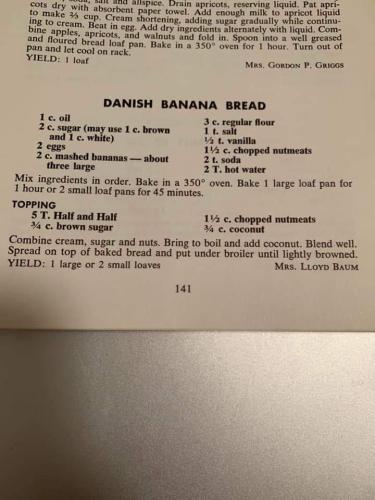 salt and allspice. Drain apricots, reserving liquid. Pat apri-
cots dry with absorbent paper towel. Add enough milk to apricot liquid
to make ⅔ cup. Cream shortening, adding sugar gradually while continu-
ing to cream. Beat in egg. Add dry ingredients alternately with liquid. Com-
bine apples, apricots, and walnuts and fold in. Spoon into a well greased
and floured bread loaf pan. Bake in a 350° oven for 1 hour. Turn out of
pan and let cool on rack.
YIELD: 1 loaf MRS. GORDON P. GRIGGS
DANISH BANANA BREAD
1 c. oil
2 c. sugar (may use 1 c. brown
and 1 c. white)
2 eggs
2 c. mashed bananas — about
three large
3 c. regular flour
1 t. salt
½ t. vanilla
1½ c. chopped nutmeats
2 t. soda
2 T. hot water
Mix ingredients in order. Bake in a 350° oven. Bake 1 large loaf pan for
1 hour or 2 small loaf pans for 45 minutes.
TOPPING
5 T. Half and Half
¾ c. brown sugar
1½ c. chopped nutmeats
¾ c. coconut
Combine cream, sugar and nuts. Bring to boil and add coconut. Blend well.
Spread on top of baked bread and put under broiler until lightly browned.
YIELD: 1 large or 2 small loaves MRS. LLOYD BAUM
141